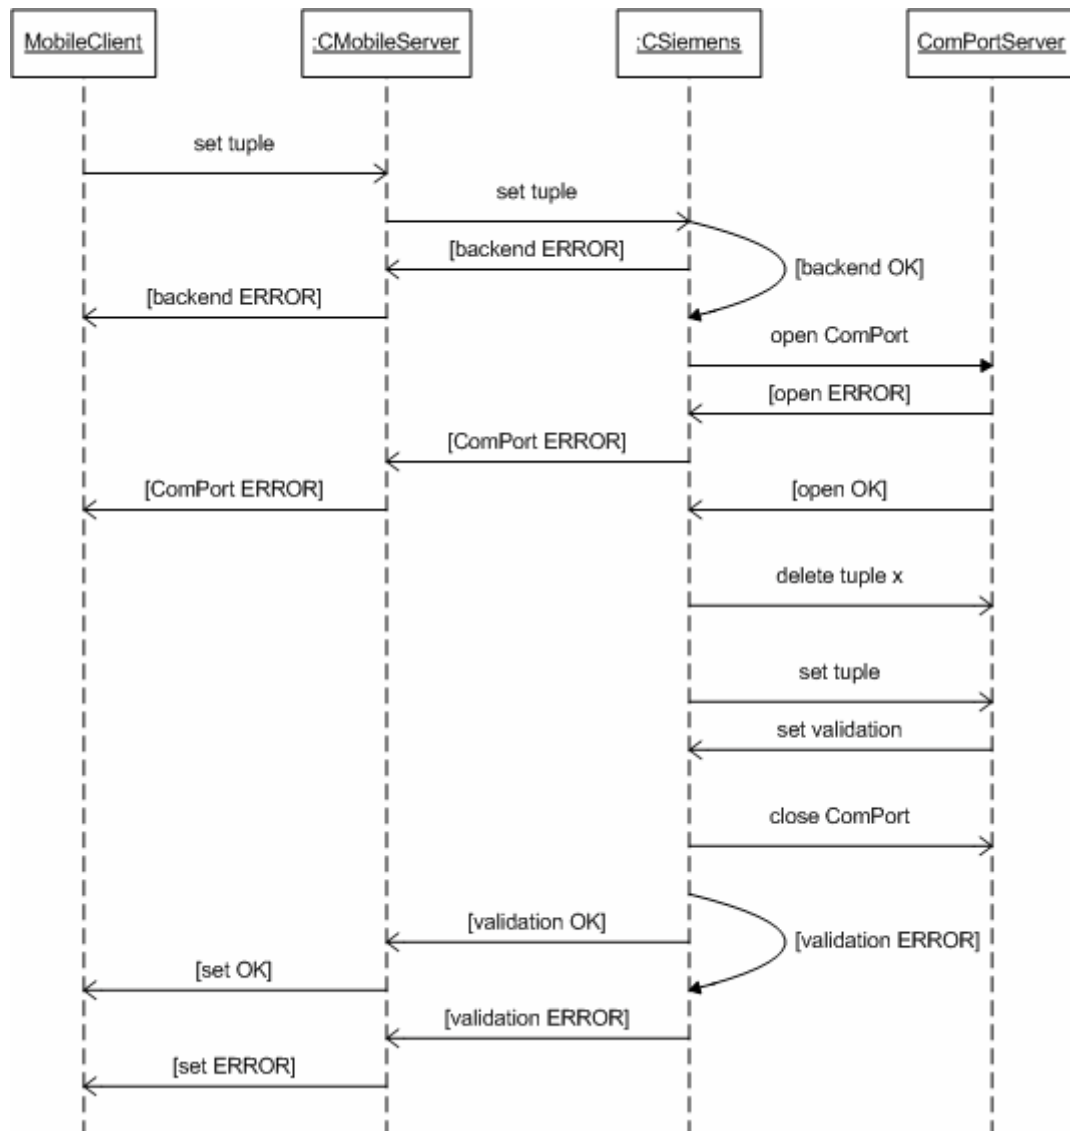 MobileClient
:CMobileServer
:CSiemens
ComPortServer
set tuple
set tuple
[backend ERROR]
[backend OK]
[backend ERROR]
open ComPort
[open ERROR]
[ComPort ERROR]
[ComPort ERROR]
[open OK]
delete tuple x
set tuple
set validation
close ComPort
[validation OK]
[validation ERROR]
[set OK]
[validation ERROR]
[set ERROR]